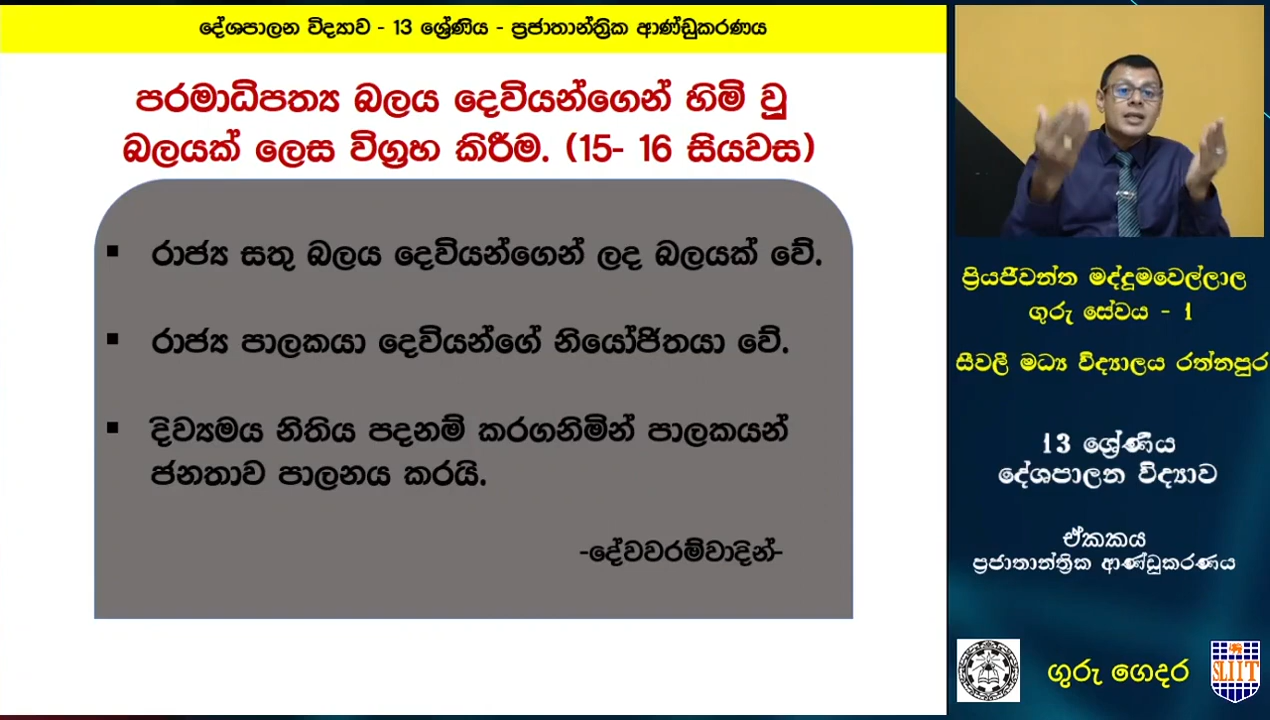 දේශපාලන විද්‍යාව - 13 ශ්‍රේණිය - ප්‍රජාතාන්ත්‍රික ආණ්ඩුකරණය
පරමාධිපත්‍ය බලය දෙවියන්ගෙන් හිමි වූ
බලයක් ලෙස විග්‍රහ කිරීම. (15- 16 සියවස)
▪ රාජ්‍ය සතු බලය දෙවියන්ගෙන් ලද බලයක් වේ.
▪ රාජ්‍ය පාලකයා දෙවියන්ගේ නියෝජිතයා වේ.
▪ දිව්‍යමය නිතිය පදනම් කරගනිමින් පාලකයන්
ජනතාව පාලනය කරයි.
-දේවවරම්වාදින්-
ප්‍රියජීවන්ත මද්දූමවෙල්ලාල
ගුරු සේවය - 1
සීවලී මධ්‍ය විද්‍යාලය රත්නපුර
13 ශ්‍රේණිය
දේශපාලන විද්‍යාව
ඒකකය
ප්‍රජාතාන්ත්‍රික ආණ්ඩුකරණය
ගුරු ගෙදර
SLIIT